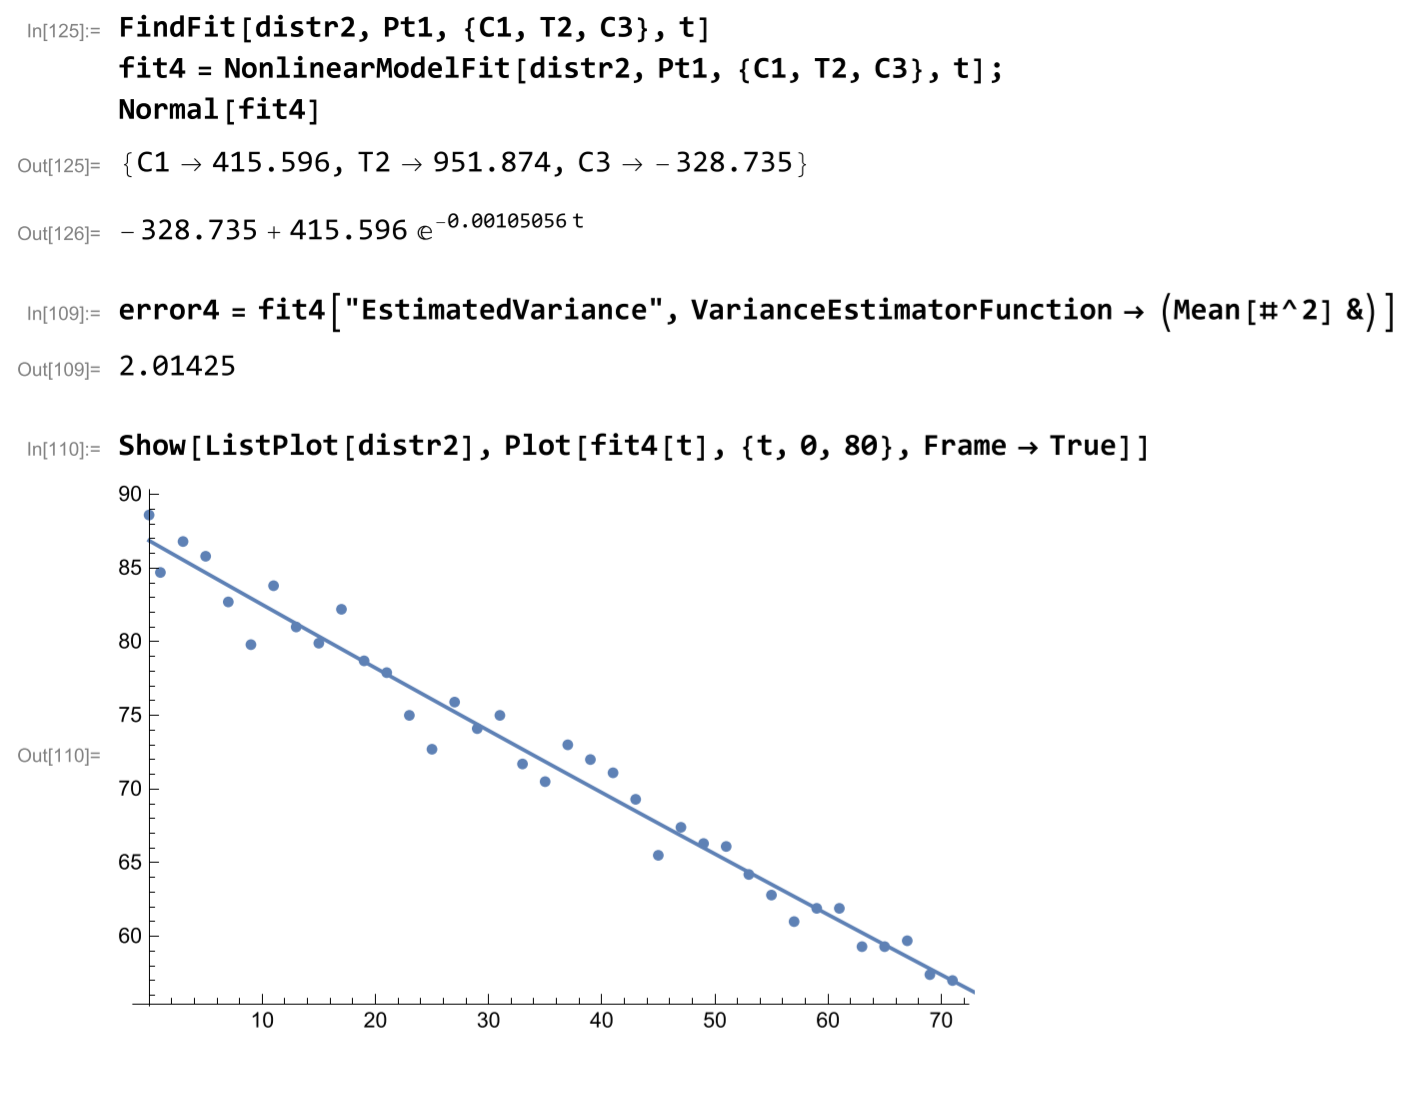 In[125]:= FindFit[distr2, Pt1, {C1, T2, C3}, t]
fit4 = NonlinearModelFit[distr2, Pt1, {C1, T2, C3}, t];
Normal[fit4]
Out[125]= {C1 → 415.596, T2 → 951.874, C3 → -328.735}
Out[126]= -328.735 + 415.596 ⅇ^-0.00105056 t
In[109]:= error4 = fit4["EstimatedVariance", VarianceEstimatorFunction → (Mean[#^2] &)]
Out[109]= 2.01425
In[110]:= Show[ListPlot[distr2], Plot[fit4[t], {t, 0, 80}, Frame → True]]
90
85
80
75
Out[110]=
70
65
60
10 20 30 40 50 60 70